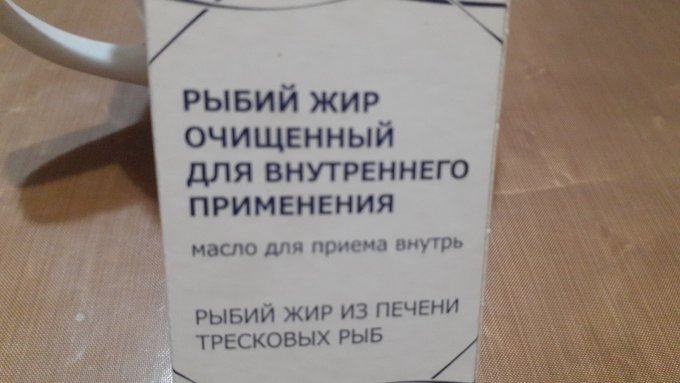 РЫБИЙ ЖИР
ОЧИЩЕННЫЙ
ДЛЯ ВНУТРЕННЕГО
ПРИМЕНЕНИЯ
масло для приема внутрь
РЫБИЙ ЖИР ИЗ ПЕЧЕНИ
ТРЕСКОВЫХ РЫБ